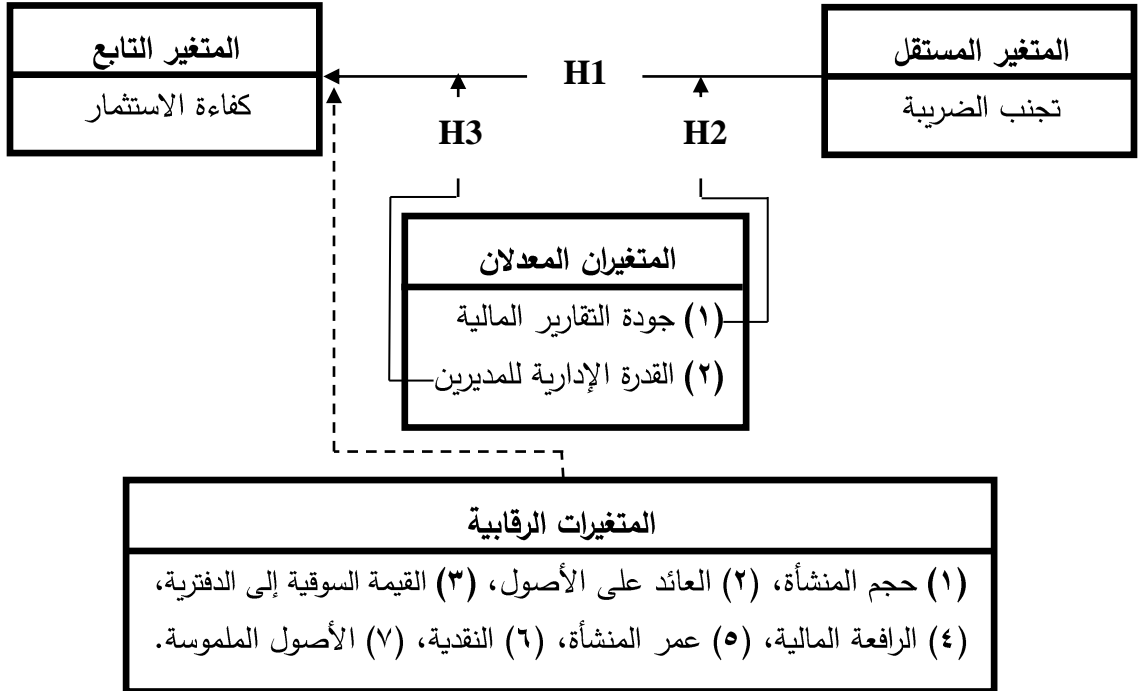 المتغير المستقل
تجنب الضريبة
H1
المتغير التابع
كفاءة الاستثمار
H2
H3
المتغيران المعدلان
(١) جودة التقارير المالية
(٢) القدرة الإدارية للمديرين
المتغيرات الرقابية
(١) حجم المنشأة، (٢) العائد على الأصول، (٣) القيمة السوقية إلى الدفترية،
(٤) الرافعة المالية، (٥) عمر المنشأة، (٦) النقدية، (٧) الأصول الملموسة.